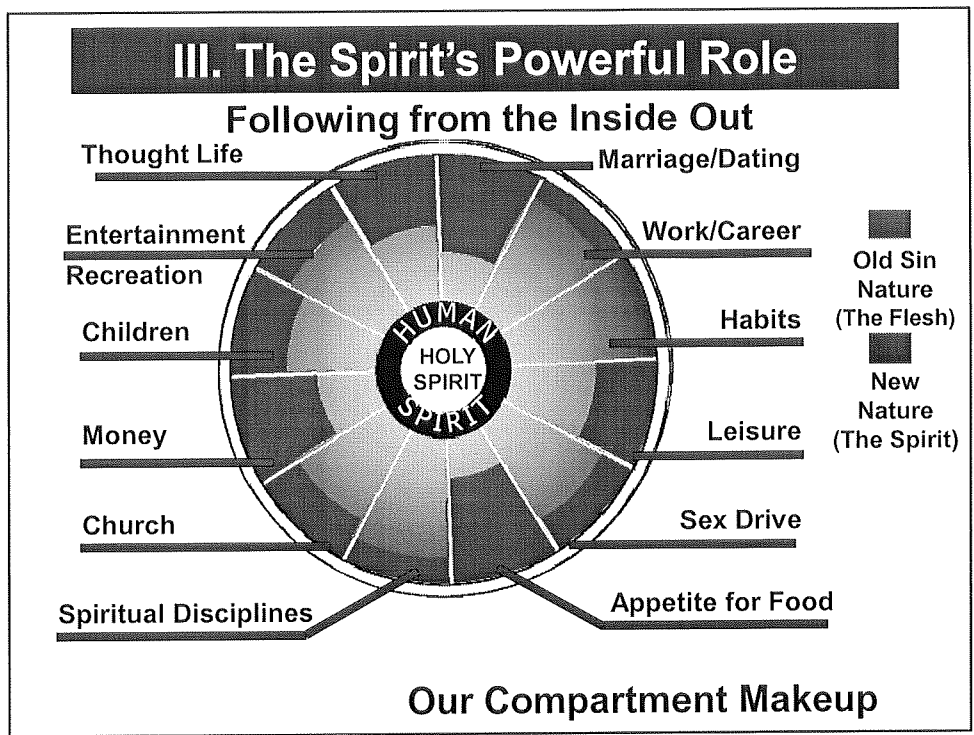 III. The Spirit's Powerful Role
Following from the Inside Out
Thought Life
Marriage/Dating
Entertainment
Recreation
Work/Career
Children
Habits
Money
Leisure
Church
Sex Drive
Spiritual Disciplines
Appetite for Food
HUMAN
HOLY
SPIRIT
SPIRIT
Old Sin
Nature
(The Flesh)
New
Nature
(The Spirit)
Our Compartment Makeup